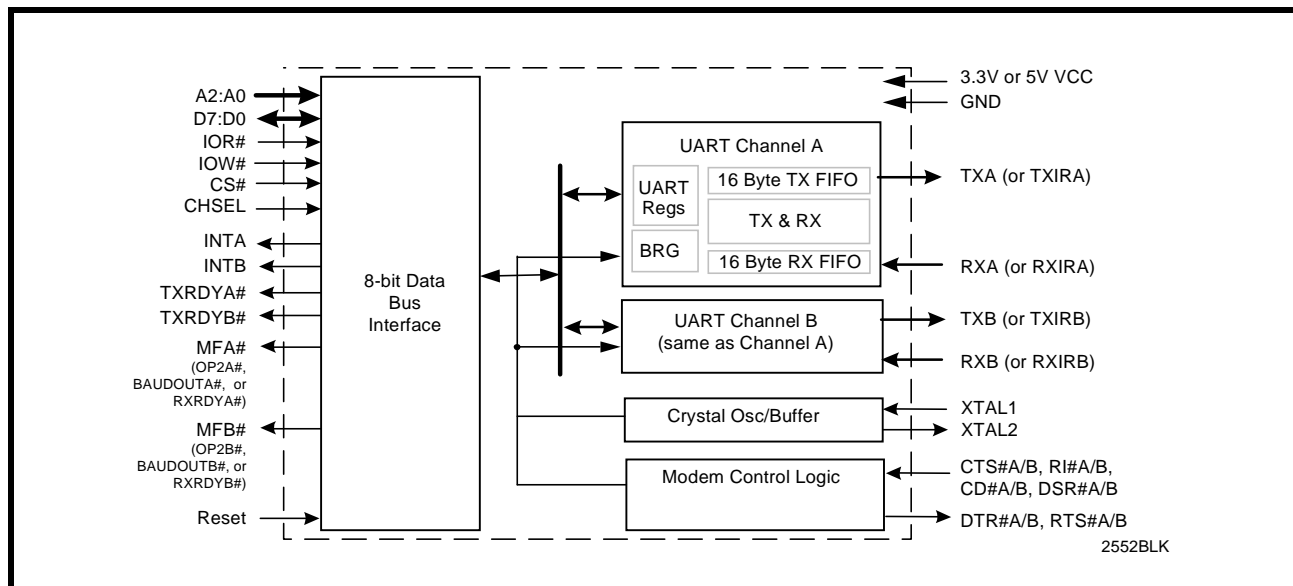 A2:A0
D7:D0
IOR#
IOW#
CS#
CHSEL
INTA
INTB
TXRDYA#
TXRDYB#
MFA#
(OP2A#,
BAUDOUTA#, or
RXRDYA#)
MFB#
(OP2B#,
BAUDOUTB#, or
RXRDYB#)
Reset
8-bit Data
Bus
Interface
UART Channel A
UART
Regs
BRG
16 Byte TX FIFO
TX & RX
16 Byte RX FIFO
UART Channel B
(same as Channel A)
Crystal Osc/Buffer
Modem Control Logic
3.3V or 5V VCC
GND
TXA (or TXIRA)
RXA (or RXIRA)
TXB (or TXIRB)
RXB (or RXIRB)
XTAL1
XTAL2
CTS#A/B, RI#A/B,
CD#A/B, DSR#A/B
DTR#A/B, RTS#A/B
2552BLK